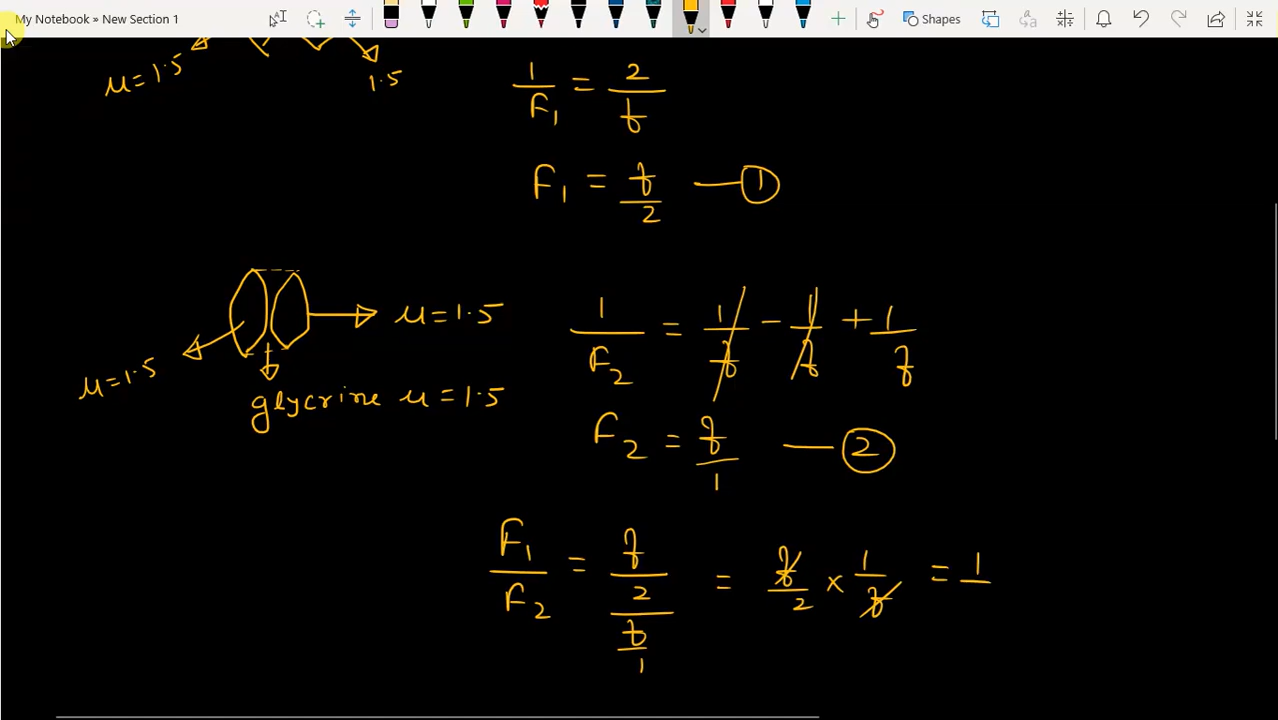 My Notebook » New Section 1
Shapes
μ = 1.5
1.5
1/F₁ = 2/f
F₁ = f/2 — ①
μ = 1.5
μ = 1.5
glycrine μ = 1.5
1/F₂ = 1/f - 1/f + 1/f
F₂ = f/1 — ②
F₁/F₂ = f/2 / f/1 = f/2 × 1/f = 1